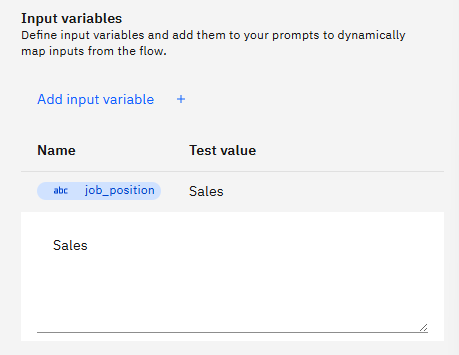 Input variables
Define input variables and add them to your prompts to dynamically
map inputs from the flow.
Add input variable +
Name Test value
abc job_position Sales
Sales